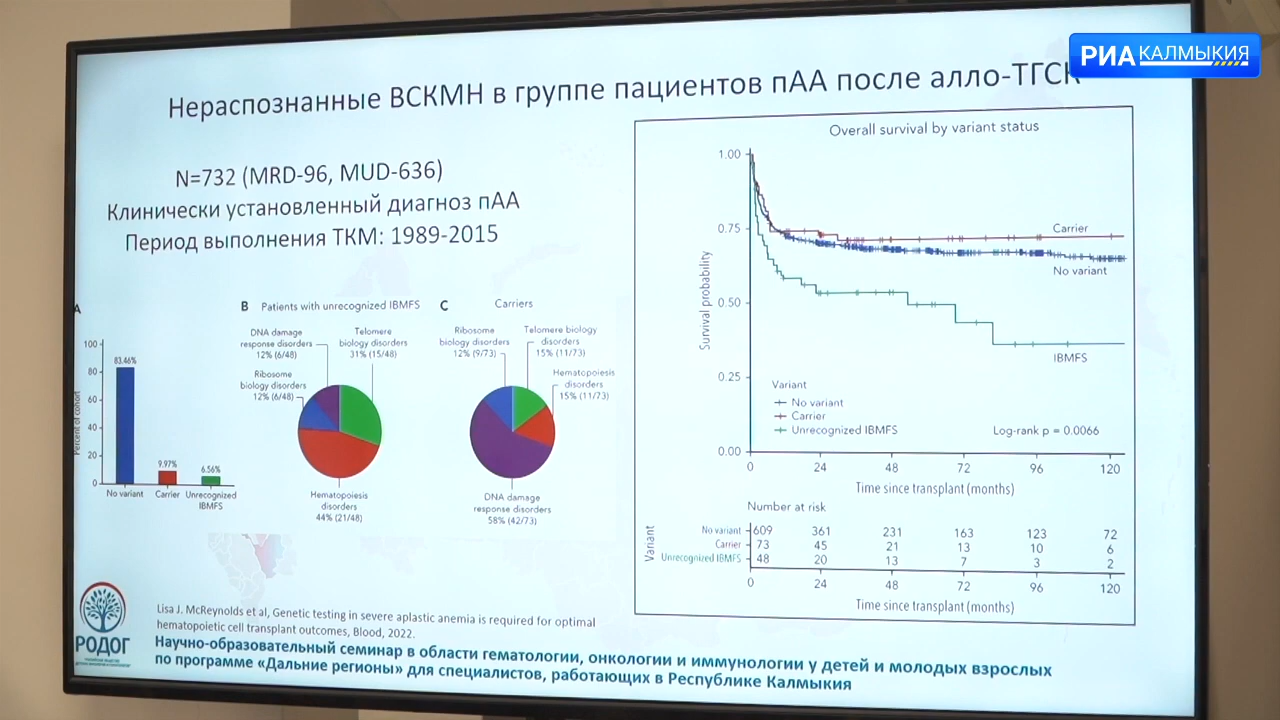 РИА КАЛМЫКИЯ
Нераспознанные ВСКМН в группе пациентов пАА после алло-ТГСК
N=732 (MRD-96, MUD-636)
Клинически установленный диагноз пАА
Период выполнения ТКМ: 1989-2015
A
Percent of cohort
100
80
60
40
20
0
83.46%
9.97%
6.56%
No variant
Carrier
Unrecognized
IBMFS
B Patients with unrecognized IBMFS
DNA damage
response disorders
12% (6/48)
Telomere
biology disorders
31% (15/48)
Ribosome
biology disorders
12% (6/48)
Hematopoiesis
disorders
44% (21/48)
C Carriers
Ribosome
biology disorders
12% (9/73)
Telomere biology
disorders
15% (11/73)
Hematopoiesis
disorders
15% (11/73)
DNA damage
response disorders
58% (42/73)
Overall survival by variant status
Survival probability
1.00
0.75
0.50
0.25
0.00
Carrier
No variant
IBMFS
Variant
No variant
Carrier
Unrecognized IBMFS
Log-rank p = 0.0066
0 24 48 72 96 120
Time since transplant (months)
Number at risk
Variant
No variant 609 361 231 163 123 72
Carrier 73 45 21 13 10 6
Unrecognized IBMFS 48 20 13 7 3 2
0 24 48 72 96 120
Time since transplant (months)
РОДОГ
Lisa J. McReynolds et al, Genetic testing in severe aplastic anemia is required for optimal
hematopoietic cell transplant outcomes, Blood, 2022.
Научно-образовательный семинар в области гематологии, онкологии и иммунологии у детей и молодых взрослых
по программе «Дальние регионы» для специалистов, работающих в Республике Калмыкия